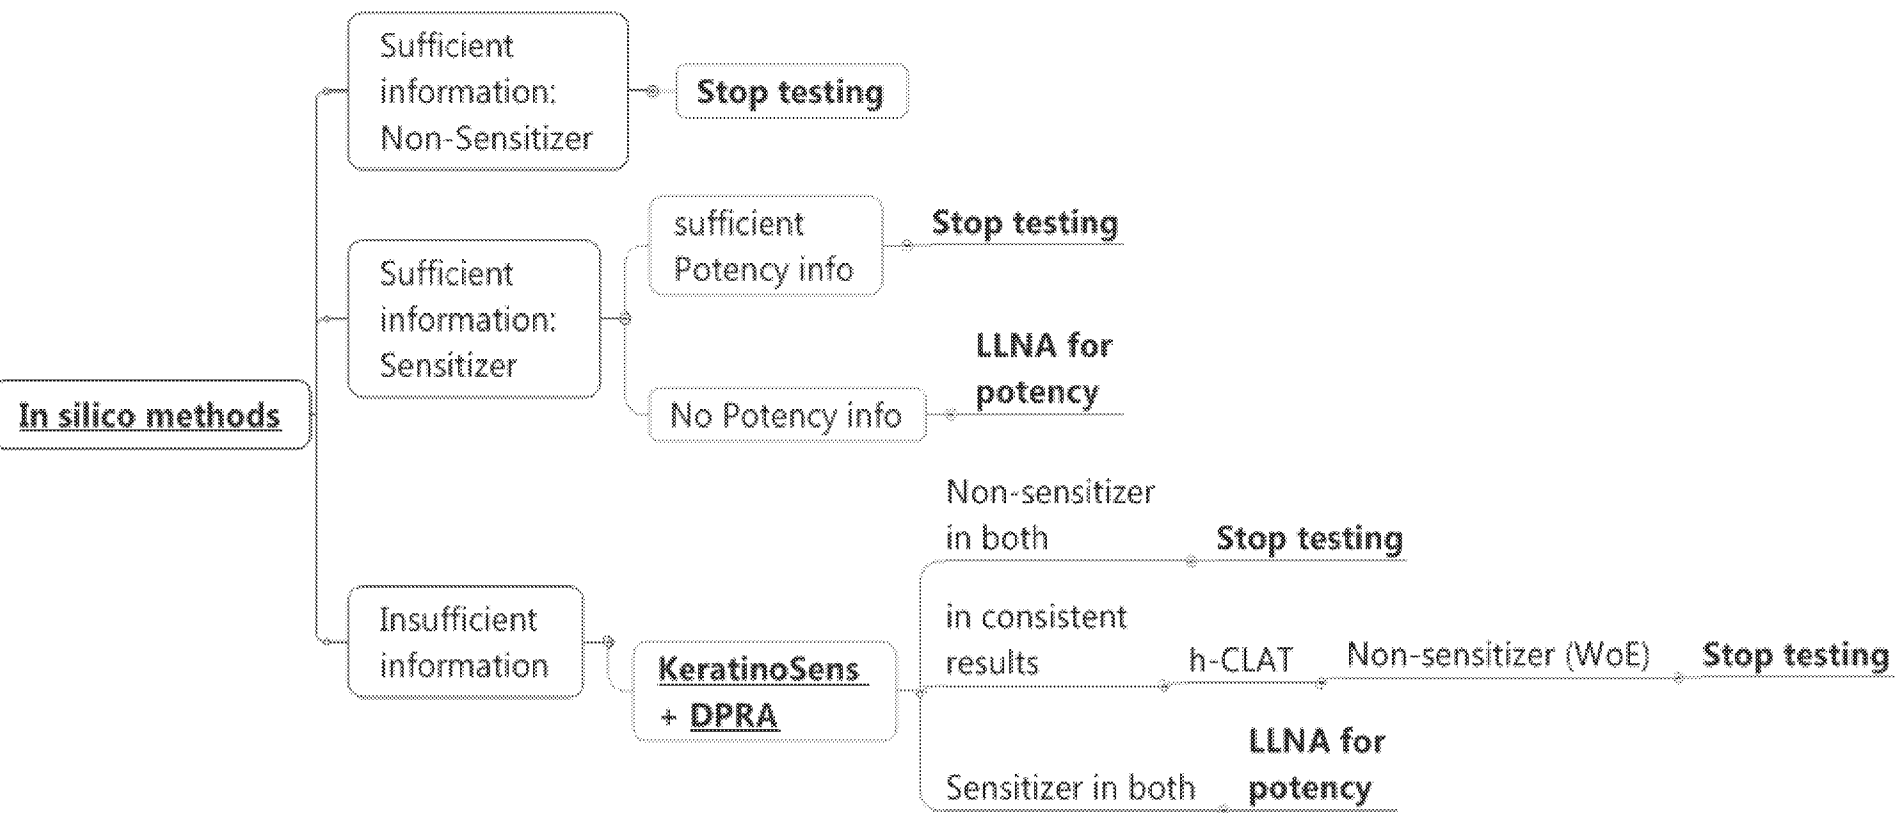 Sufficient
information:
Non-Sensitizer
Stop testing
sufficient
Potency info
Stop testing
Sufficient
information:
Sensitizer
LLNA for
potency
No Potency info
In silico methods
Non-sensitizer
in both
Stop testing
Insufficient
information
KeratinoSens
+ DPRA
in consistent
results
h-CLAT
Non-sensitizer (WoE)
Stop testing
Sensitizer in both
LLNA for
potency